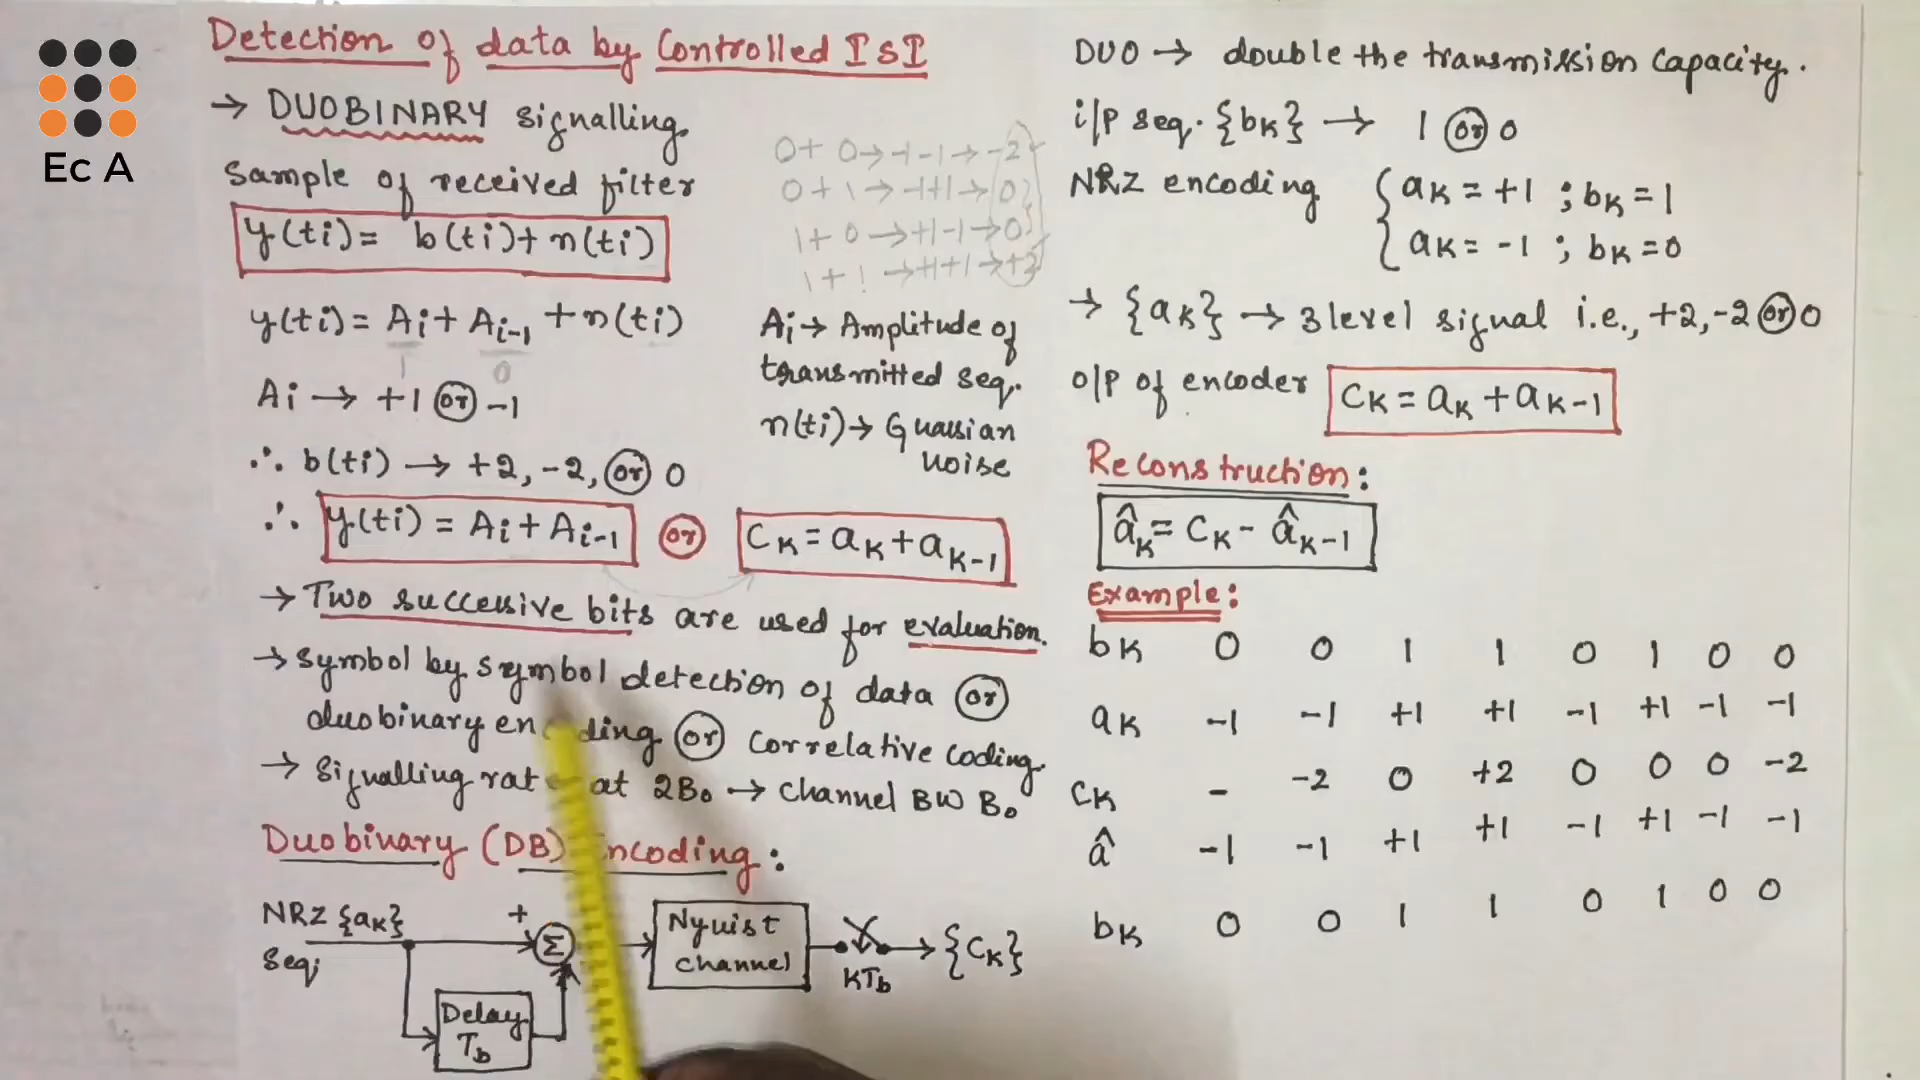 Ec A
Detection of data by Controlled ISI
→ DUOBINARY signalling
Sample of received filter
y(ti) = b(ti) + n(ti)
0 + 0 → -1 -1 → -2
0 + 1 → -1 +1 → 0
1 + 0 → +1 -1 → 0
1 + 1 → +1 +1 → +2
y(ti) = Ai + Ai-1 + n(ti)
1 0
Ai → +1 or -1
∴ b(ti) → +2, -2, or 0
Ai → Amplitude of
transmitted seq.
n(ti) → Guassian
noise
∴ y(ti) = Ai + Ai-1 or CK = aK + aK-1
→ Two successive bits are used for evaluation.
→ Symbol by symbol detection of data or
duobinary encoding or correlative coding.
→ Signalling rate at 2B0 → channel BW B0
Duobinary (DB) Encoding:
NRZ {aK}
seq;
+
Σ
Delay
Tb
Nyuist
channel
KTb
{CK}
DUO → double the transmission capacity.
i/p seq. {bK} → 1 or 0
NRZ encoding { aK = +1 ; bK = 1
aK = -1 ; bK = 0
→ {aK} → 3 level signal i.e., +2, -2 or 0
o/p of encoder CK = aK + aK-1
Reconstruction:
âK = CK - âK-1
Example:
bK 0 0 1 1 0 1 0 0
aK -1 -1 +1 +1 -1 +1 -1 -1
CK - -2 0 +2 0 0 0 -2
â -1 -1 +1 +1 -1 +1 -1 -1
bK 0 0 1 1 0 1 0 0